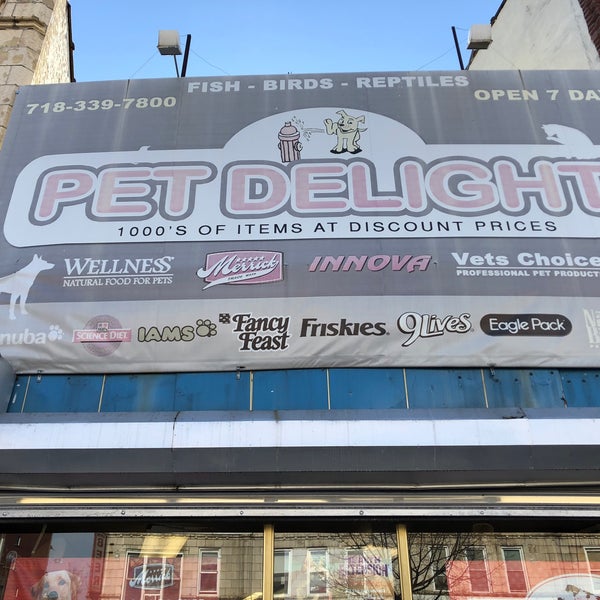 FISH - BIRDS - REPTILES
718-339-7800
OPEN 7 DA
PET DELIGHT
1000'S OF ITEMS AT DISCOUNT PRICES
WELLNESS
NATURAL FOOD FOR PETS
Merrick
INNOVA
Vets Choice
PROFESSIONAL PET PRODUC
nuba
SCIENCE DIET
IAMS
Fancy Feast
Friskies
9Lives
Eagle Pack
Merrick